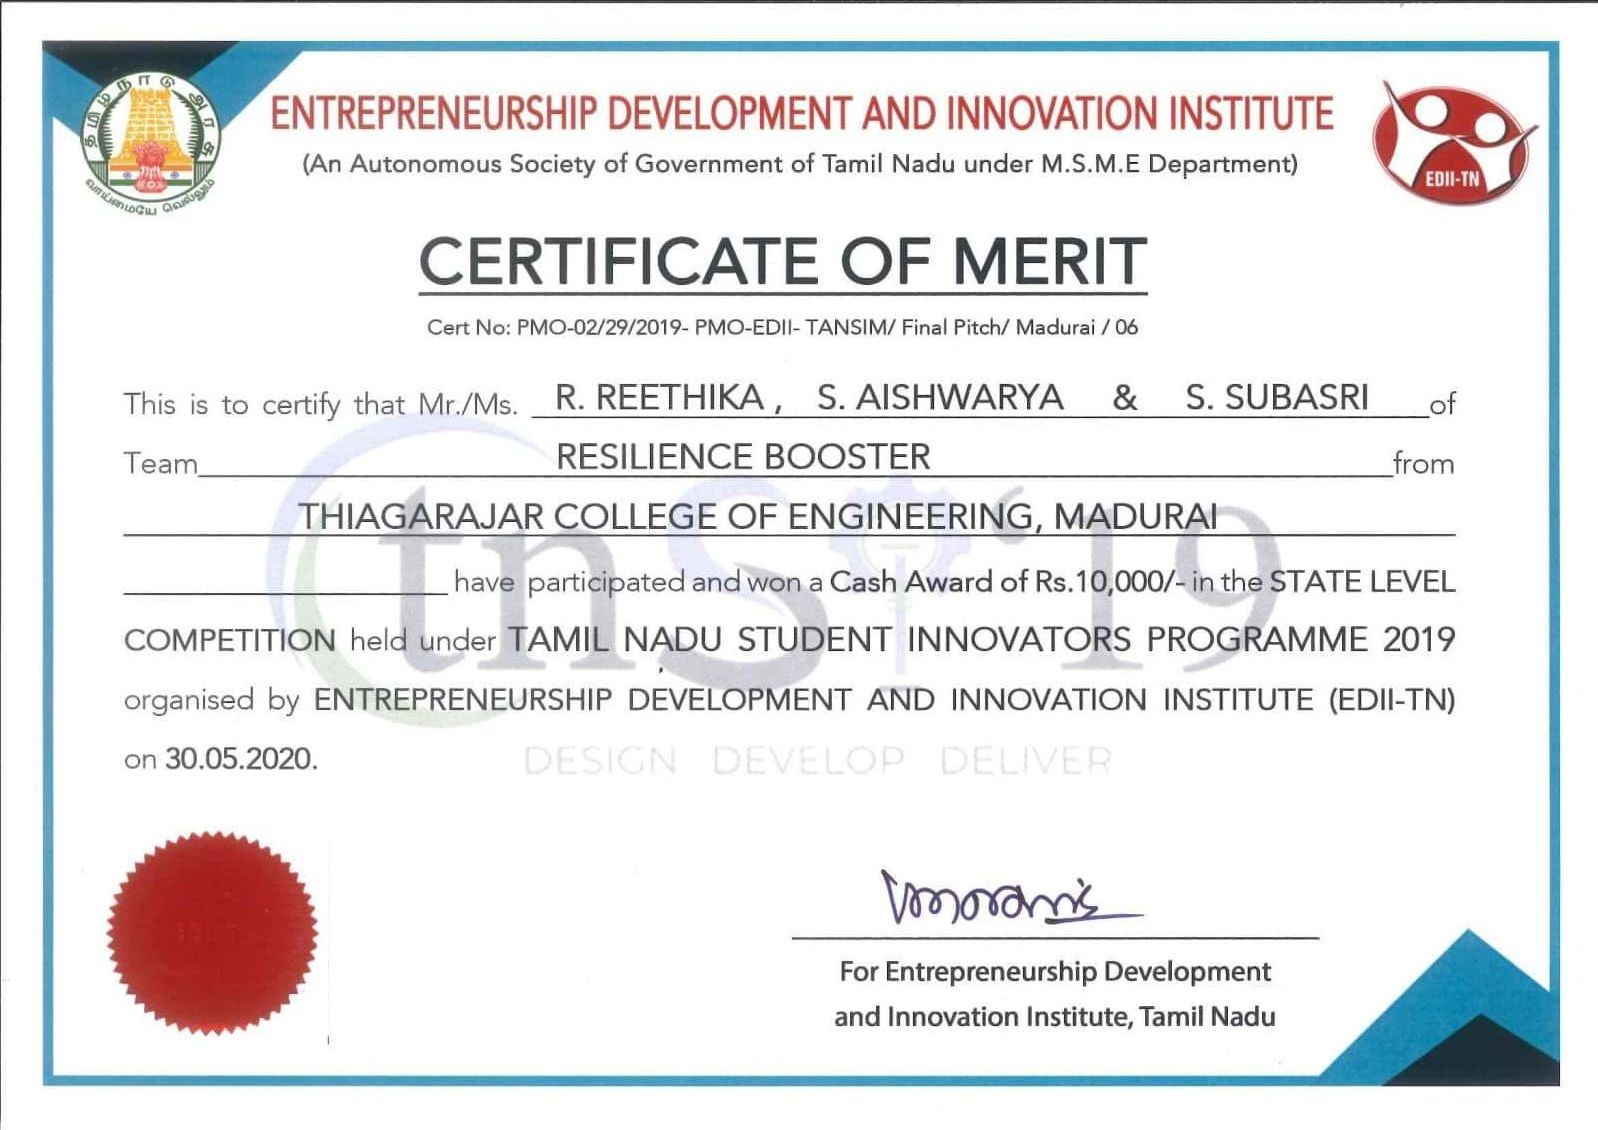 தமிழ்நாடு அரசு
வாய்மையே வெல்லும்
ENTREPRENEURSHIP DEVELOPMENT AND INNOVATION INSTITUTE
(An Autonomous Society of Government of Tamil Nadu under M.S.M.E Department)
EDII-TN
CERTIFICATE OF MERIT
Cert No: PMO-02/29/2019- PMO-EDII- TANSIM/ Final Pitch/ Madurai / 06
This is to certify that Mr./Ms. R. REETHIKA , S. AISHWARYA & S. SUBASRI of
Team RESILIENCE BOOSTER from
THIAGARAJAR COLLEGE OF ENGINEERING, MADURAI
have participated and won a Cash Award of Rs.10,000/- in the STATE LEVEL
COMPETITION held under TAMIL NADU STUDENT INNOVATORS PROGRAMME 2019
organised by ENTREPRENEURSHIP DEVELOPMENT AND INNOVATION INSTITUTE (EDII-TN)
on 30.05.2020.
tnSi '19
DESIGN DEVELOP DELIVER
For Entrepreneurship Development
and Innovation Institute, Tamil Nadu